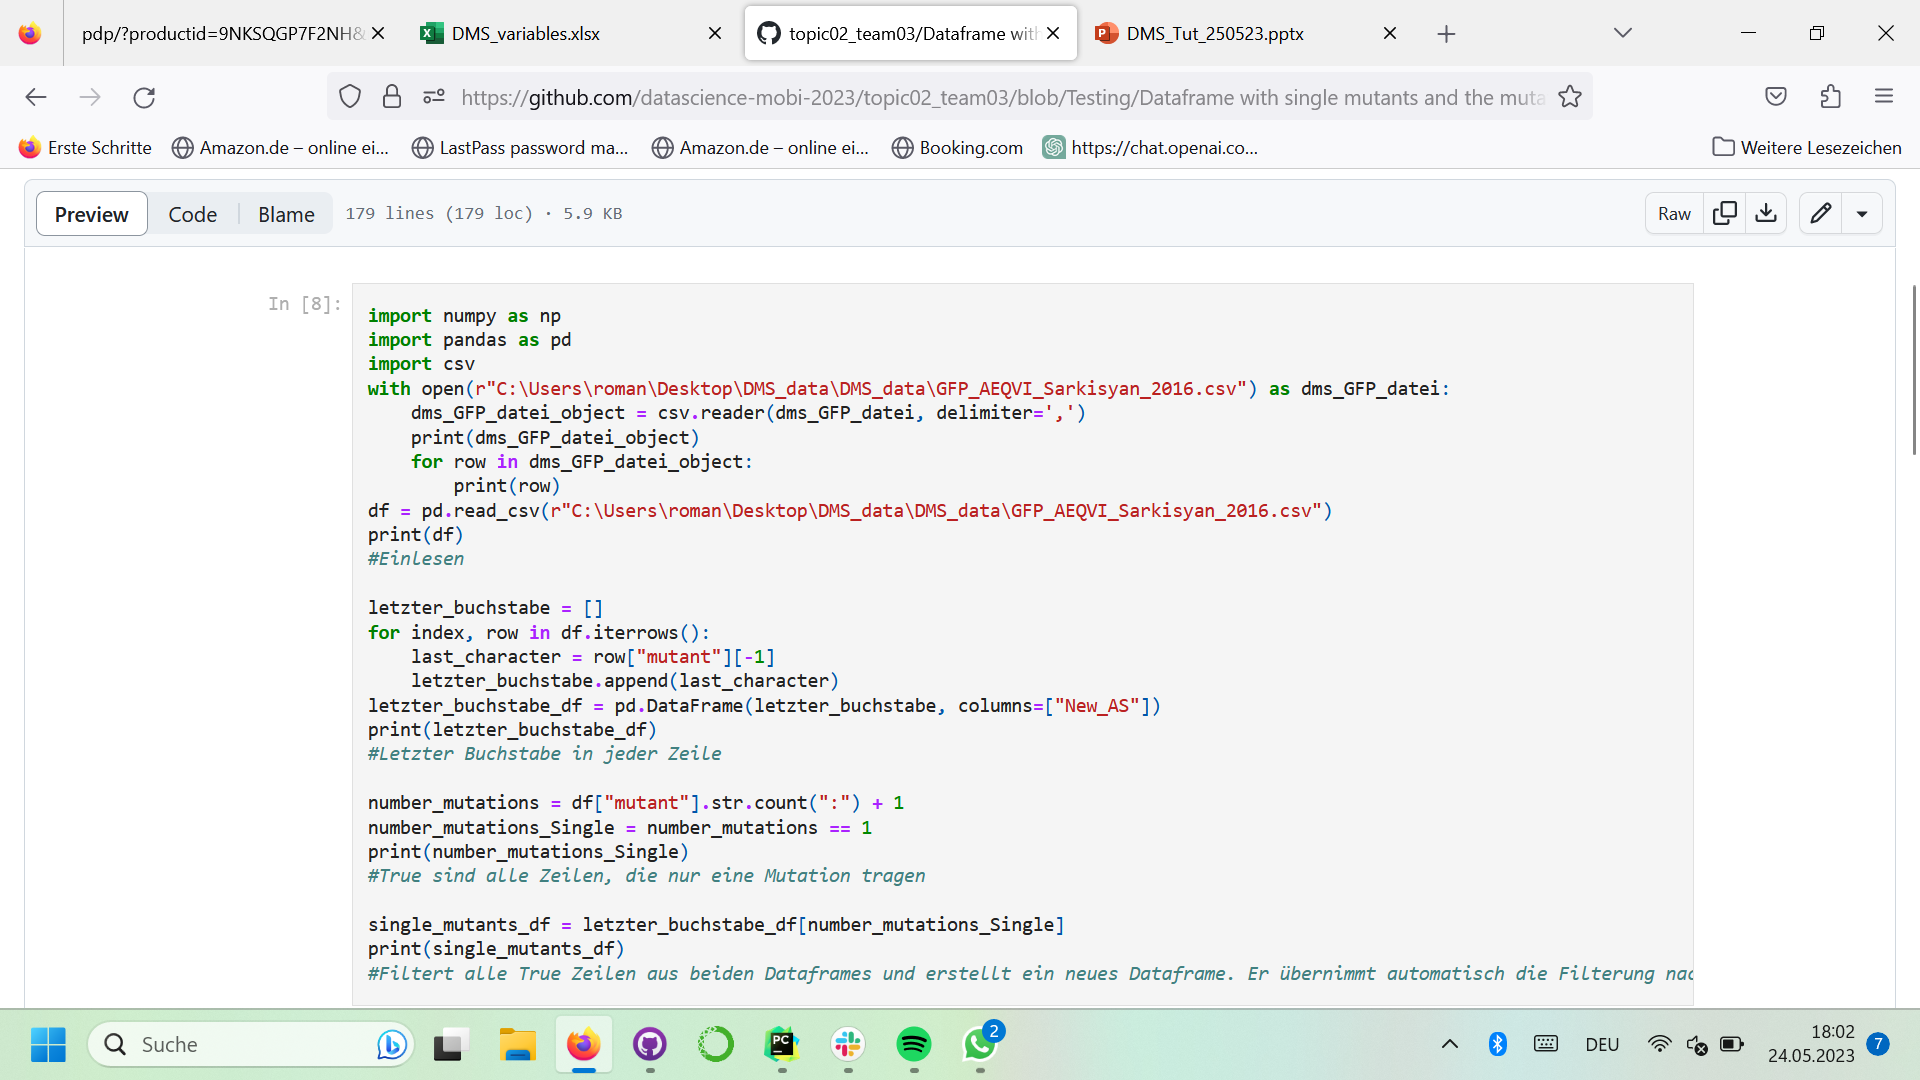 pdp/?productid=9NKSQGP7F2NH&
DMS_variables.xlsx
topic02_team03/Dataframe with
DMS_Tut_250523.pptx
https://github.com/datascience-mobi-2023/topic02_team03/blob/Testing/Dataframe with single mutants and the muta
Erste Schritte
Amazon.de – online ei...
LastPass password ma...
Amazon.de – online ei...
Booking.com
https://chat.openai.co...
Weitere Lesezeichen
Preview
Code
Blame
179 lines (179 loc) · 5.9 KB
Raw
In [8]:
import numpy as np
import pandas as pd
import csv
with open(r"C:\Users\roman\Desktop\DMS_data\DMS_data\GFP_AEQVI_Sarkisyan_2016.csv") as dms_GFP_datei:
    dms_GFP_datei_object = csv.reader(dms_GFP_datei, delimiter=',')
    print(dms_GFP_datei_object)
    for row in dms_GFP_datei_object:
        print(row)
df = pd.read_csv(r"C:\Users\roman\Desktop\DMS_data\DMS_data\GFP_AEQVI_Sarkisyan_2016.csv")
print(df)
#Einlesen
letzter_buchstabe = []
for index, row in df.iterrows():
    last_character = row["mutant"][-1]
    letzter_buchstabe.append(last_character)
letzter_buchstabe_df = pd.DataFrame(letzter_buchstabe, columns=["New_AS"])
print(letzter_buchstabe_df)
#Letzter Buchstabe in jeder Zeile
number_mutations = df["mutant"].str.count(":") + 1
number_mutations_Single = number_mutations == 1
print(number_mutations_Single)
#True sind alle Zeilen, die nur eine Mutation tragen
single_mutants_df = letzter_buchstabe_df[number_mutations_Single]
print(single_mutants_df)
#Filtert alle True Zeilen aus beiden Dataframes und erstellt ein neues Dataframe. Er übernimmt automatisch die Filterung nac
Suche
PC
2
DEU
18:02
24.05.2023
7